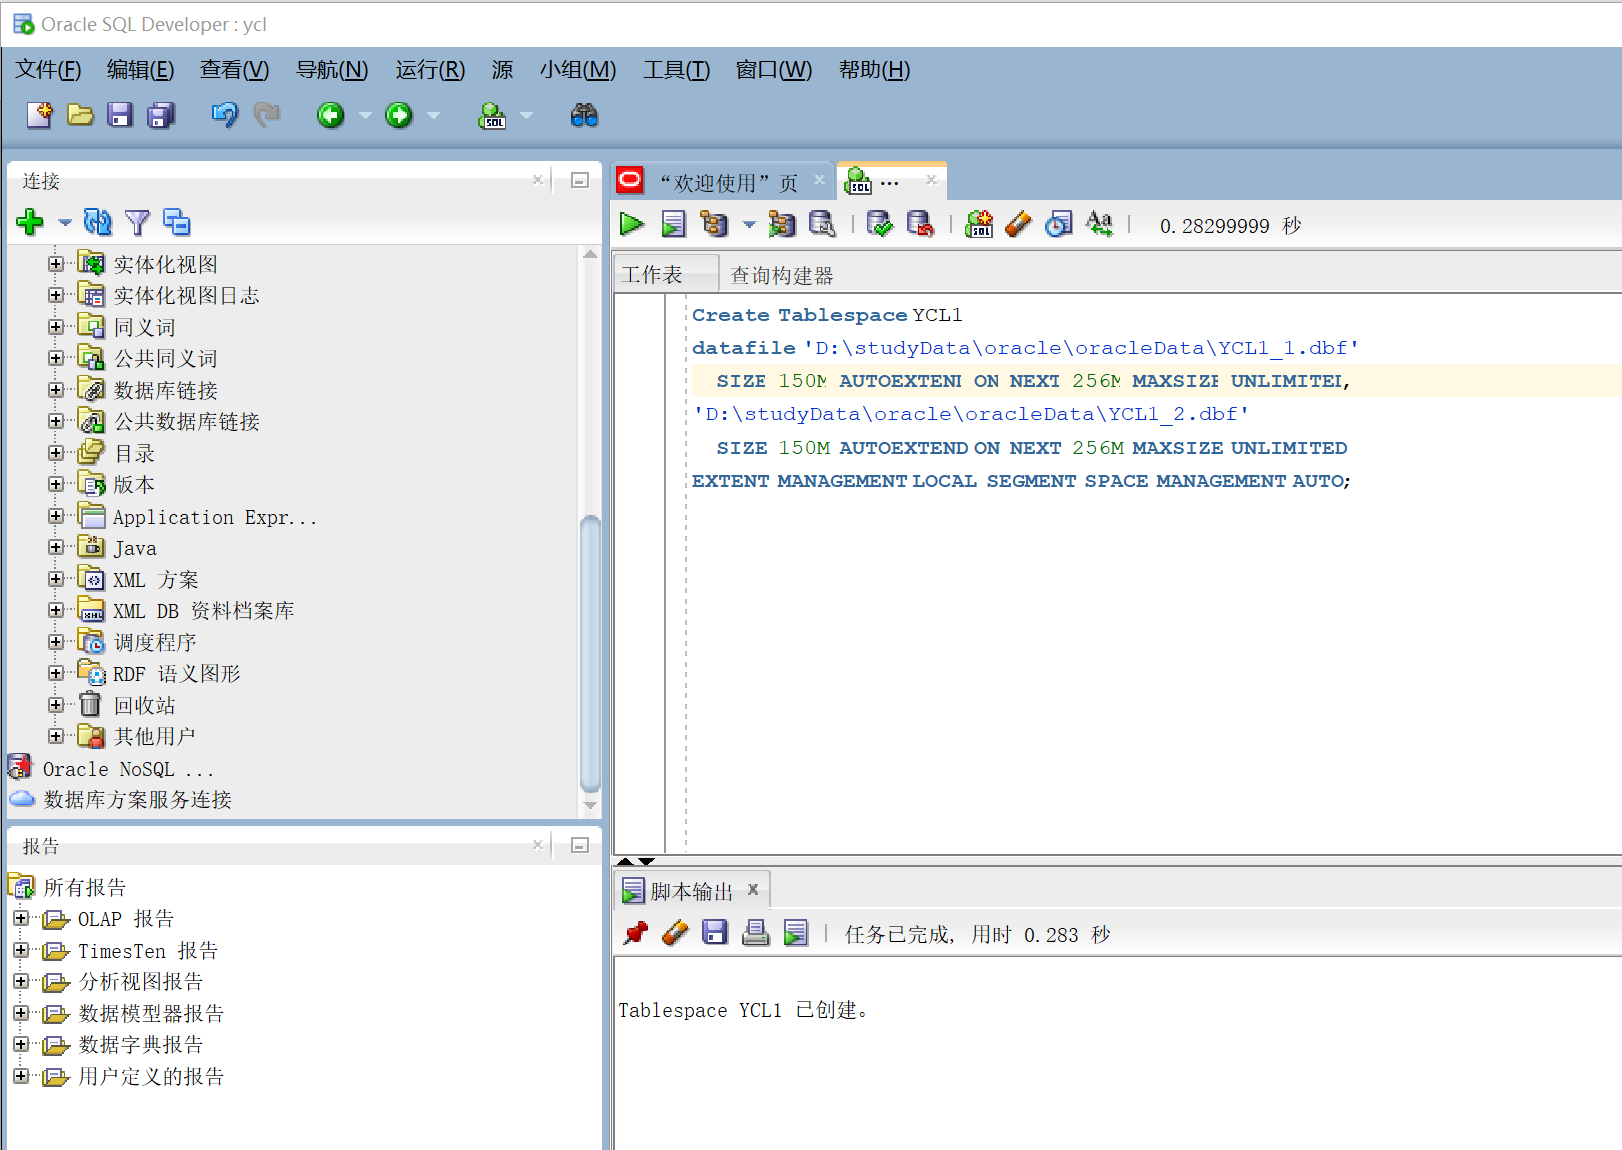 Oracle SQL Developer : ycl
文件(F) 编辑(E) 查看(V) 导航(N) 运行(R) 源 小组(M) 工具(T) 窗口(W) 帮助(H)
连接
实体化视图
实体化视图日志
同义词
公共同义词
数据库链接
公共数据库链接
目录
版本
Application Expr...
Java
XML 方案
XML DB 资料档案库
调度程序
RDF 语义图形
回收站
其他用户
Oracle NoSQL ...
数据库方案服务连接
报告
所有报告
OLAP 报告
TimesTen 报告
分析视图报告
数据模型器报告
数据字典报告
用户定义的报告
“欢迎使用”页
...
0.28299999 秒
工作表 查询构建器
Create Tablespace YCL1
datafile 'D:\studyData\oracle\oracleData\YCL1_1.dbf'
SIZE 150M AUTOEXTEND ON NEXT 256M MAXSIZE UNLIMITED,
'D:\studyData\oracle\oracleData\YCL1_2.dbf'
SIZE 150M AUTOEXTEND ON NEXT 256M MAXSIZE UNLIMITED
EXTENT MANAGEMENT LOCAL SEGMENT SPACE MANAGEMENT AUTO;
脚本输出
任务已完成, 用时 0.283 秒
Tablespace YCL1 已创建。